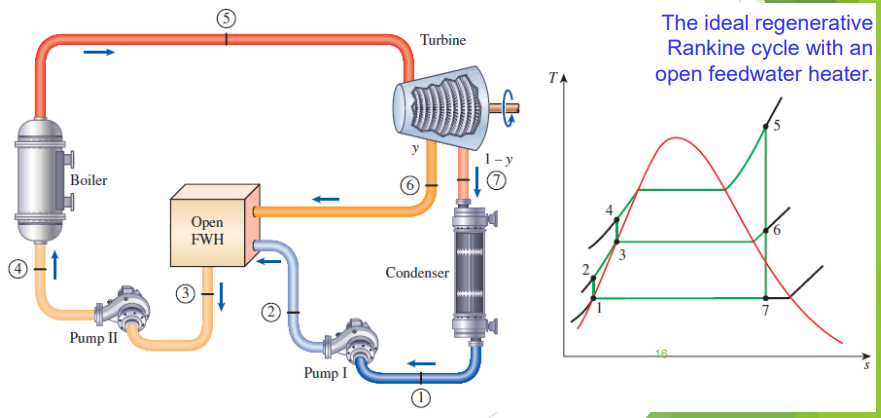 The ideal regenerative
Rankine cycle with an
open feedwater heater.
5
Turbine
y
1 – y
6
7
Boiler
Open
FWH
Condenser
4
3
2
Pump II
Pump I
1
T
5
4
6
3
2
1
7
16
s